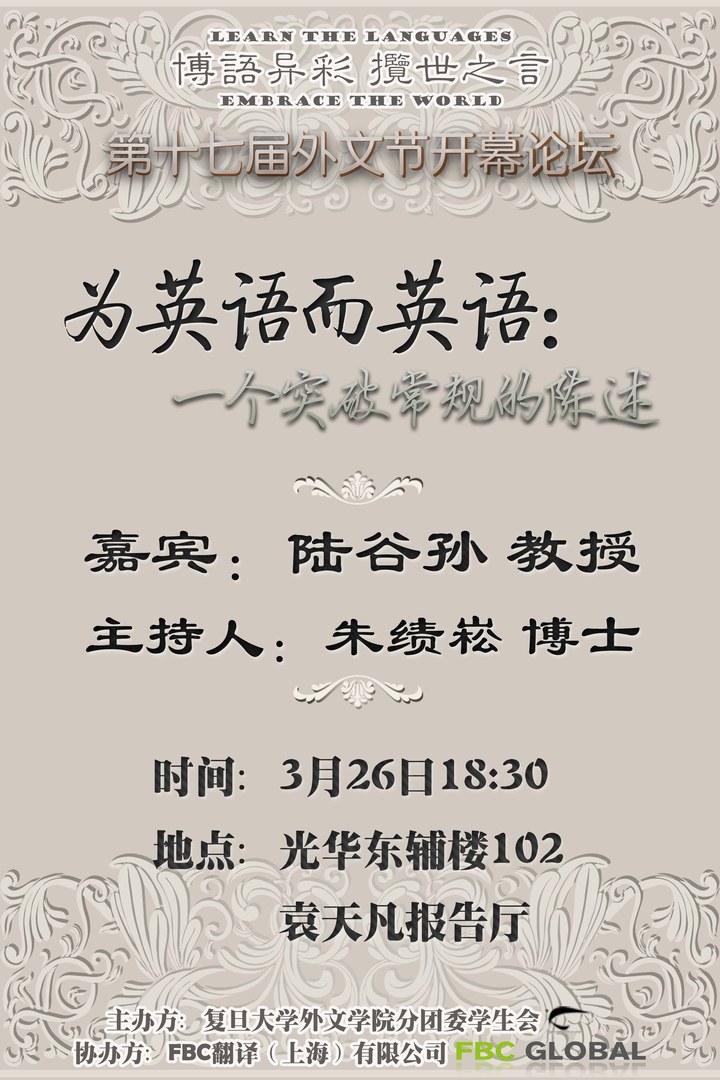 LEARN THE LANGUAGES
博語异彩 攬世之言
EMBRACE THE WORLD
第十七届外文节开幕论坛
为英语而英语：
一个突破常规的陈述
嘉宾：陆谷孙 教授
主持人：朱绩崧 博士
时间：3月26日18:30
地点：光华东辅楼102
袁天凡报告厅
主办方：复旦大学外文学院分团委学生会
协办方：FBC翻译（上海）有限公司 FBC GLOBAL